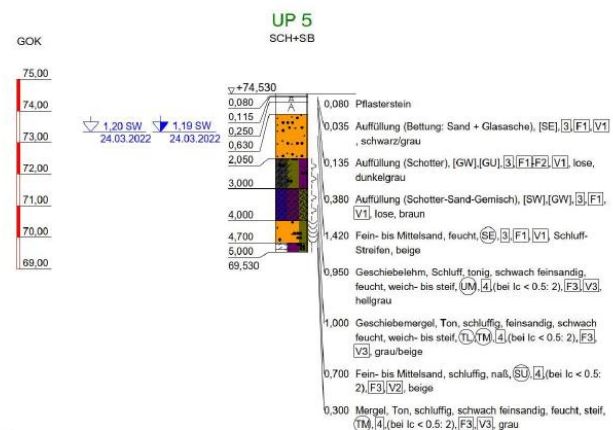 UP 5
SCH+SB
GOK
75,00
74,00
73,00
72,00
71,00
70,00
69,00
1,20 SW
24.03.2022
1,19 SW
24.03.2022
+74,530
0,080
0,115
0,250
0,630
2,050
3,000
4,000
4,700
5,000
69,530
A
A
0,080 Pflasterstein
0,035 Auffüllung (Bettung: Sand + Glasasche), [SE], 3, F1, V1
, schwarz/grau
0,135 Auffüllung (Schotter), [GW],[GU], 3, F1-F2, V1, lose,
dunkelgrau
0,380 Auffüllung (Schotter-Sand-Gemisch), [SW],[GW], 3, F1,
V1, lose, braun
1,420 Fein- bis Mittelsand, feucht, SE, 3, F1, V1, Schluff-
Streifen, beige
0,950 Geschiebelehm, Schluff, tonig, schwach feinsandig,
feucht, weich- bis steif, UM, 4,(bei Ic < 0.5: 2), F3, V3,
hellgrau
1,000 Geschiebemergel, Ton, schluffig, feinsandig, schwach
feucht, weich- bis steif, TL, TM, 4,(bei Ic < 0.5: 2), F3,
V3, grau/beige
0,700 Fein- bis Mittelsand, schluffig, naß, SU, 4,(bei Ic < 0.5:
2), F3, V2, beige
0,300 Mergel, Ton, schluffig, schwach feinsandig, feucht, steif,
TM, 4,(bei Ic < 0.5: 2), F3, V3, grau